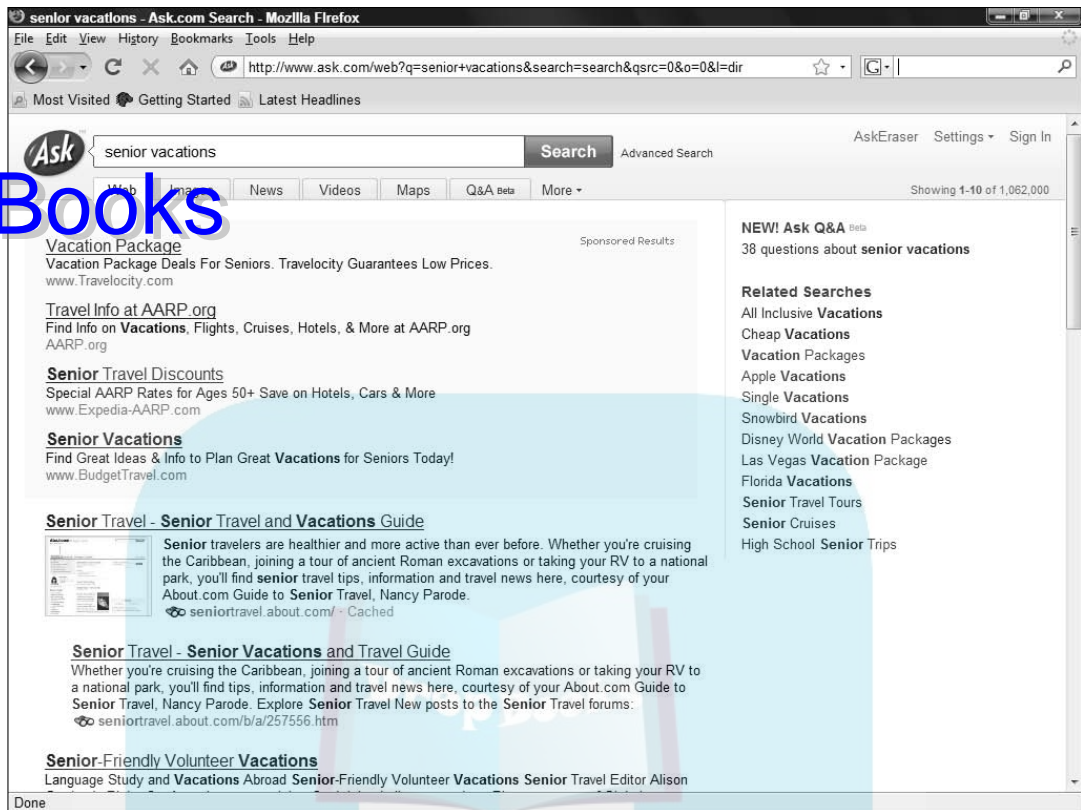 senior vacations - Ask.com Search - Mozilla Firefox
File Edit View History Bookmarks Tools Help
http://www.ask.com/web?q=senior+vacations&search=search&qsrc=0&o=0&l=dir
G
Most Visited Getting Started Latest Headlines
AskEraser Settings Sign In
Ask senior vacations Search Advanced Search
Web Images News Videos Maps Q&A Beta More
Showing 1-10 of 1,062,000
Books
Sponsored Results
Vacation Package
Vacation Package Deals For Seniors. Travelocity Guarantees Low Prices.
www.Travelocity.com
Travel Info at AARP.org
Find Info on Vacations, Flights, Cruises, Hotels, & More at AARP.org
AARP.org
Senior Travel Discounts
Special AARP Rates for Ages 50+ Save on Hotels, Cars & More
www.Expedia-AARP.com
Senior Vacations
Find Great Ideas & Info to Plan Great Vacations for Seniors Today!
www.BudgetTravel.com
Senior Travel - Senior Travel and Vacations Guide
Senior travelers are healthier and more active than ever before. Whether you're cruising
the Caribbean, joining a tour of ancient Roman excavations or taking your RV to a national
park, you'll find senior travel tips, information and travel news here, courtesy of your
About.com Guide to Senior Travel, Nancy Parode.
seniortravel.about.com/ · Cached
Senior Travel - Senior Vacations and Travel Guide
Whether you're cruising the Caribbean, joining a tour of ancient Roman excavations or taking your RV to
a national park, you'll find tips, information and travel news here, courtesy of your About.com Guide to
Senior Travel, Nancy Parode. Explore Senior Travel New posts to the Senior Travel forums:
seniortravel.about.com/b/a/257556.htm
Senior-Friendly Volunteer Vacations
Language Study and Vacations Abroad Senior-Friendly Volunteer Vacations Senior Travel Editor Alison
NEW! Ask Q&A Beta
38 questions about senior vacations
Related Searches
All Inclusive Vacations
Cheap Vacations
Vacation Packages
Apple Vacations
Single Vacations
Snowbird Vacations
Disney World Vacation Packages
Las Vegas Vacation Package
Florida Vacations
Senior Travel Tours
Senior Cruises
High School Senior Trips
Done